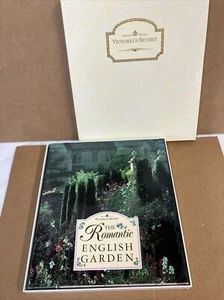 VICTORIA'S SECRET
THE
Romantic
ENGLISH
GARDEN